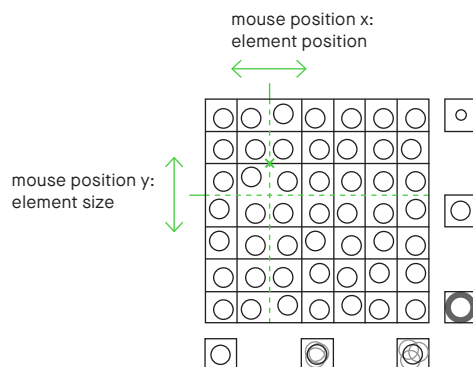 mouse position x:
element position
mouse position y:
element size